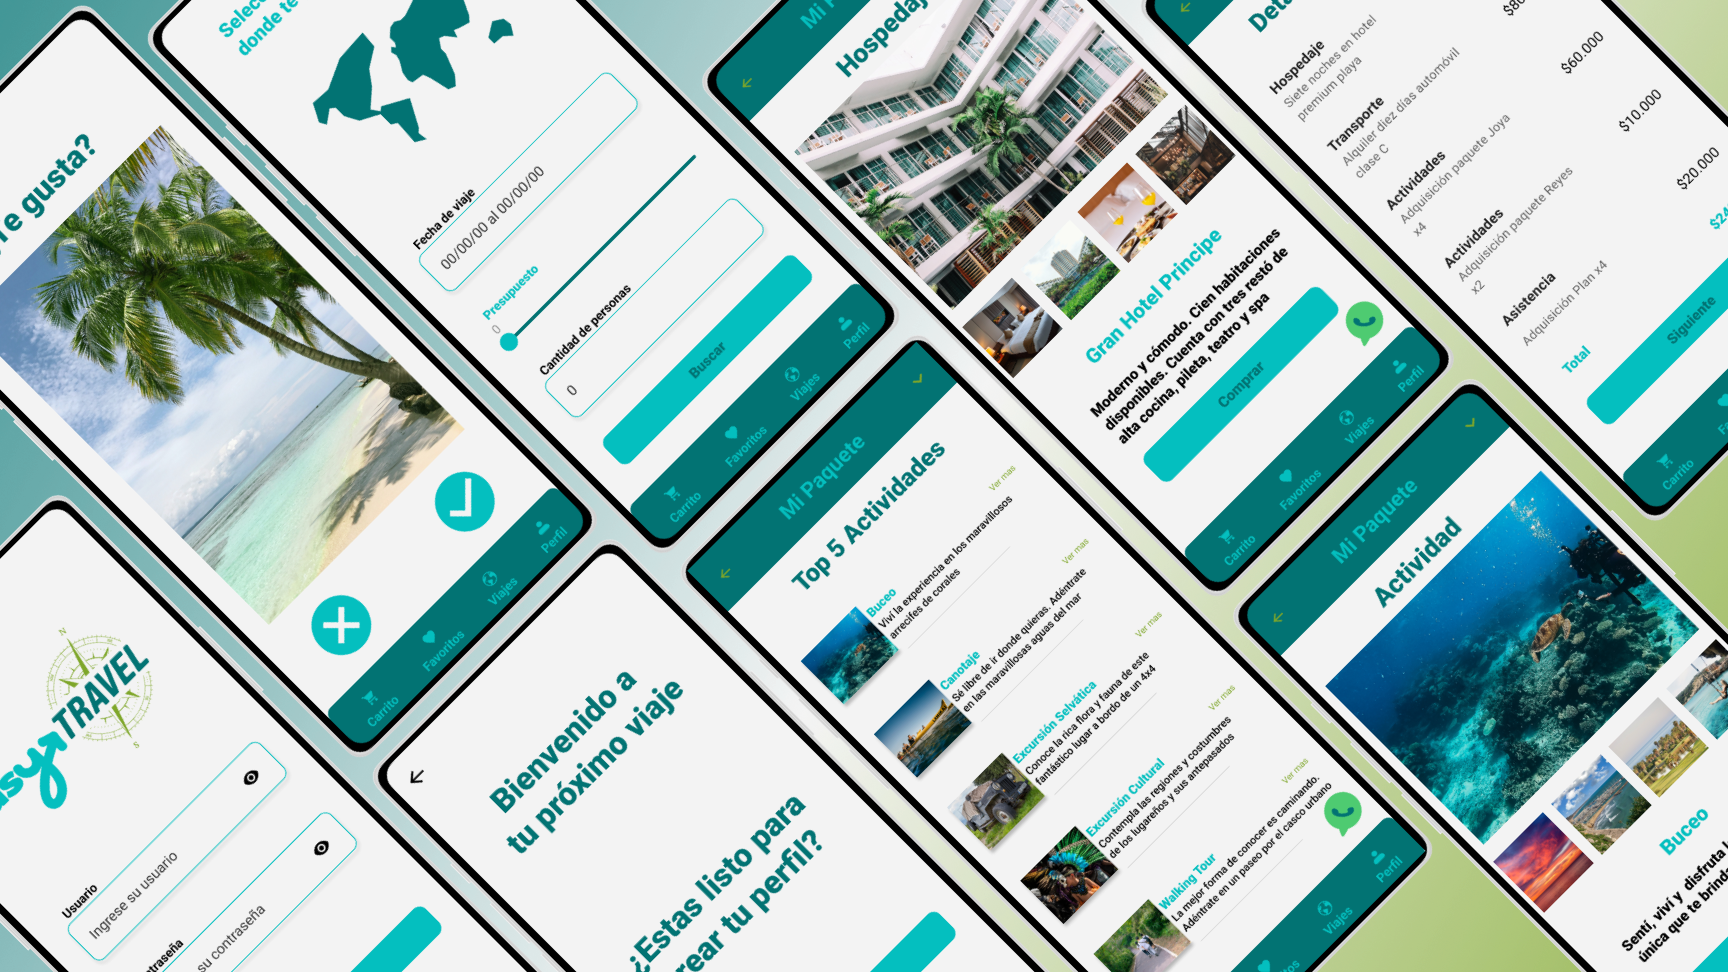 te gusta?
Carrito
Favoritos
Viajes
Perfil
donde te
Fecha de viaje
00/00/00 al 00/00/00
Presupuesto
0
Cantidad de personas
0
Buscar
Carrito
Favoritos
Viajes
Perfil
Hospedaj
Gran Hotel Principe
Moderno y cómodo. Cien habitaciones
disponibles. Cuenta con tres restó de
alta cocina, pileta, teatro y spa
Comprar
Carrito
Favoritos
Viajes
Perfil
Hospedaje
Siete noches en hotel
premium playa
Transporte
Alquiler diez días automóvil
clase C
$60.000
Actividades
Adquisición paquete Joya
x4
$10.000
Actividades
Adquisición paquete Reyes
x2
$20.000
Asistencia
Adquisición Plan x4
Total
Siguiente
Carrito
N
S
TRAVEL
Usuario
Ingrese su usuario
su contraseña
Bienvenido a
tu próximo viaje
¿Estas listo para
crear tu perfil?
Mi Paquete
Top 5 Actividades
Ver mas
Buceo
Viví la experiencia en los maravillosos
arrecifes de corales
Ver mas
Canotaje
Sé libre de ir donde quieras. Adéntrate
en las maravillosas aguas del mar
Ver mas
Excursión Selvática
Conoce la rica flora y fauna de este
fantástico lugar a bordo de un 4x4
Ver mas
Excursión Cultural
Contempla las regiones y costumbres
de los lugareños y sus antepasados
Ver mas
Walking Tour
La mejor forma de conocer es caminando.
Adéntrate en un paseo por el casco urbano
Viajes
Perfil
Mi Paquete
Actividad
Buceo
Sentí, viví y disfruta
única que te brind